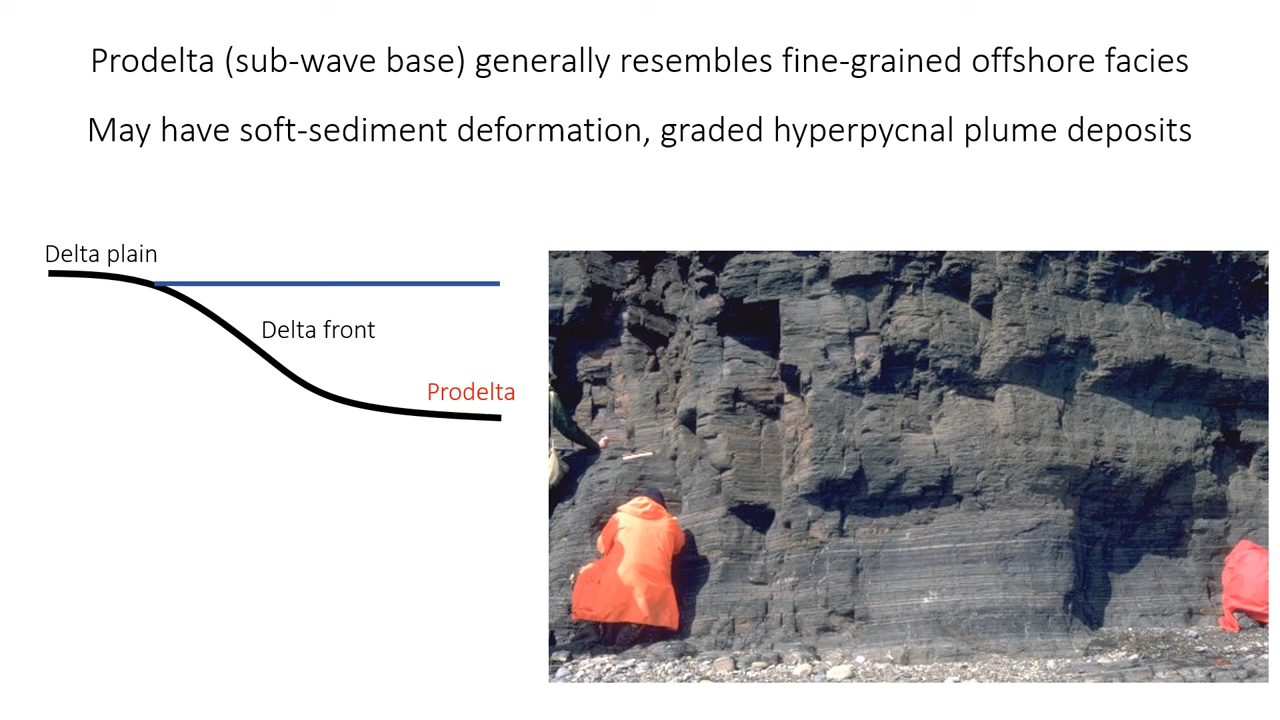 Prodelta (sub-wave base) generally resembles fine-grained offshore facies
May have soft-sediment deformation, graded hyperpycnal plume deposits
Delta plain
Delta front
Prodelta